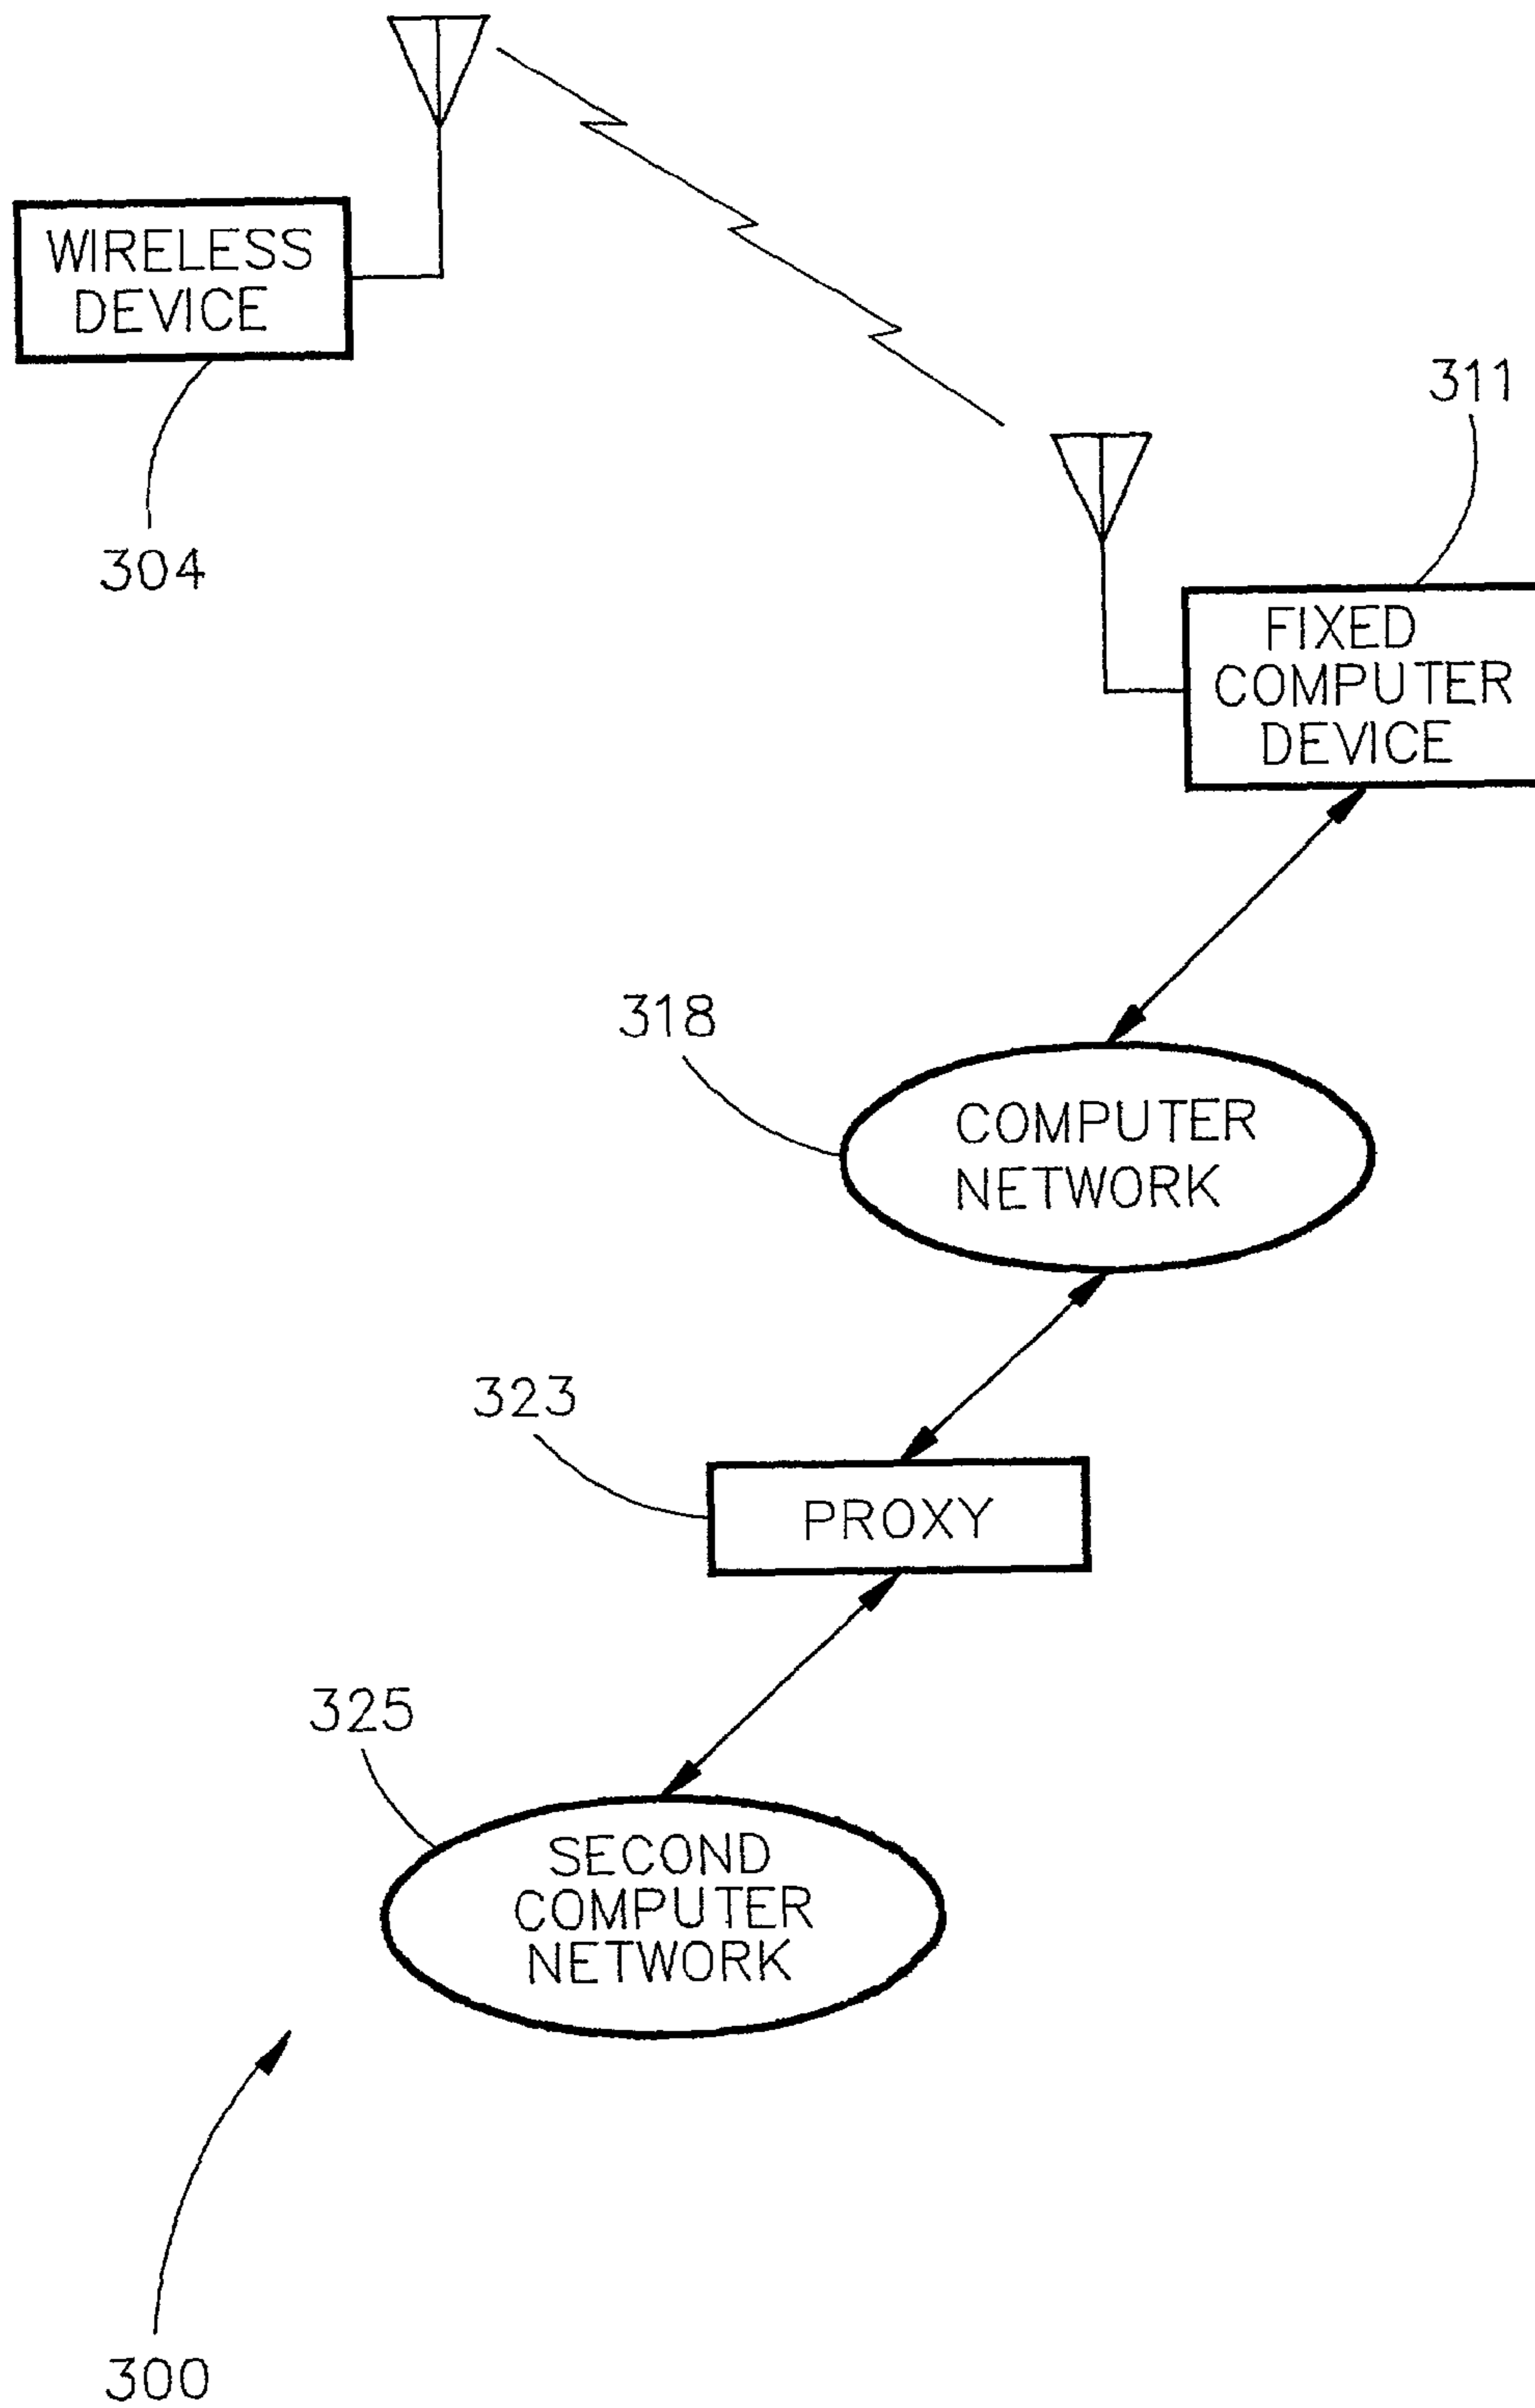 WIRELESS
DEVICE
304
311
FIXED
COMPUTER
DEVICE
318
COMPUTER
NETWORK
323
PROXY
325
SECOND
COMPUTER
NETWORK
300